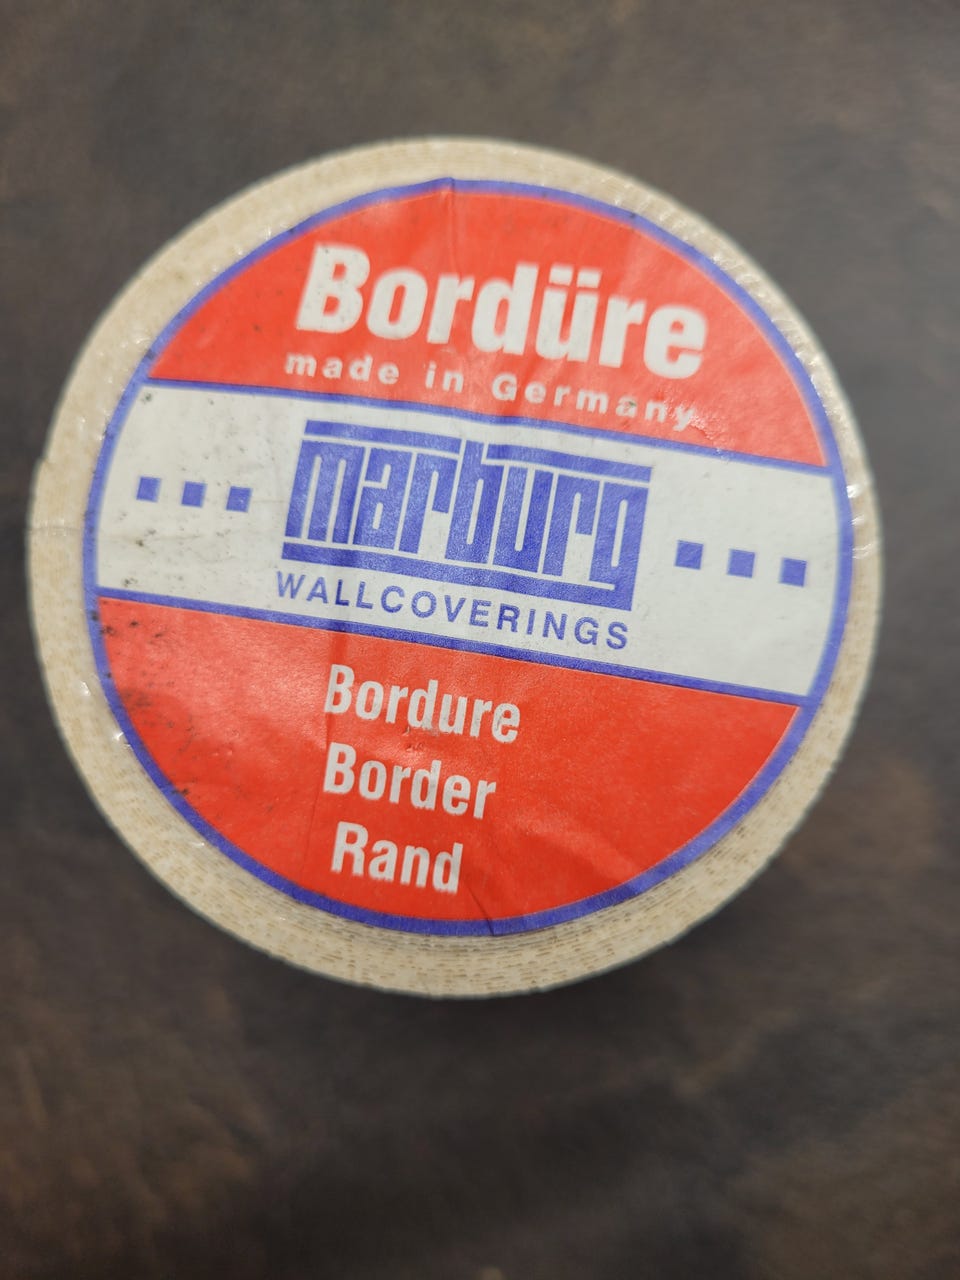 Bordüre
made in Germany
marburg
WALLCOVERINGS
Bordure
Border
Rand